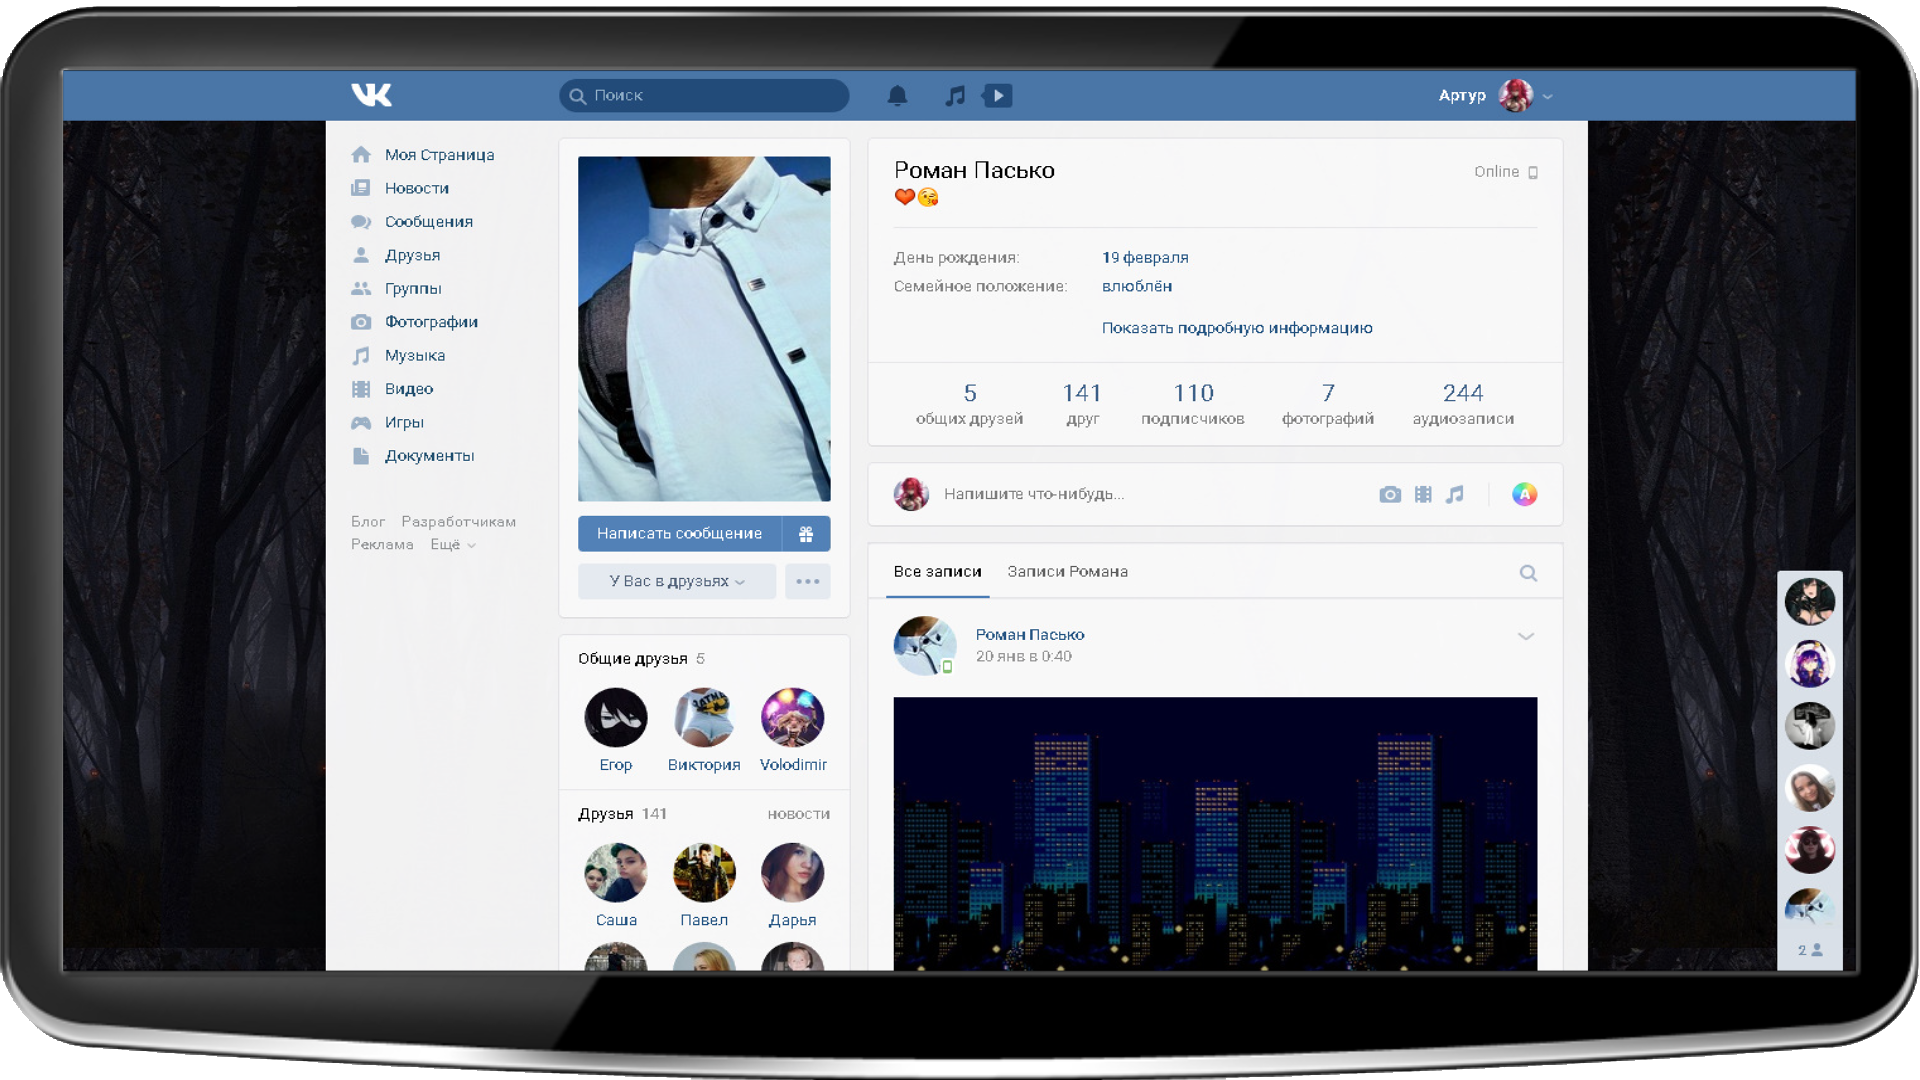 VK
Поиск
Артур
Моя Страница
Новости
Сообщения
Друзья
Группы
Фотографии
Музыка
Видео
Игры
Документы
Блог Разработчикам
Реклама Ещё
Написать сообщение
У Вас в друзьях
Общие друзья 5
Егор Виктория Volodimir
Друзья 141 новости
Саша Павел Дарья
Роман Пасько
Online
День рождения: 19 февраля
Семейное положение: влюблён
Показать подробную информацию
5 141 110 7 244
общих друзей друг подписчиков фотографий аудиозаписи
Напишите что-нибудь...
A
Все записи Записи Романа
Роман Пасько
20 янв в 0:40
2